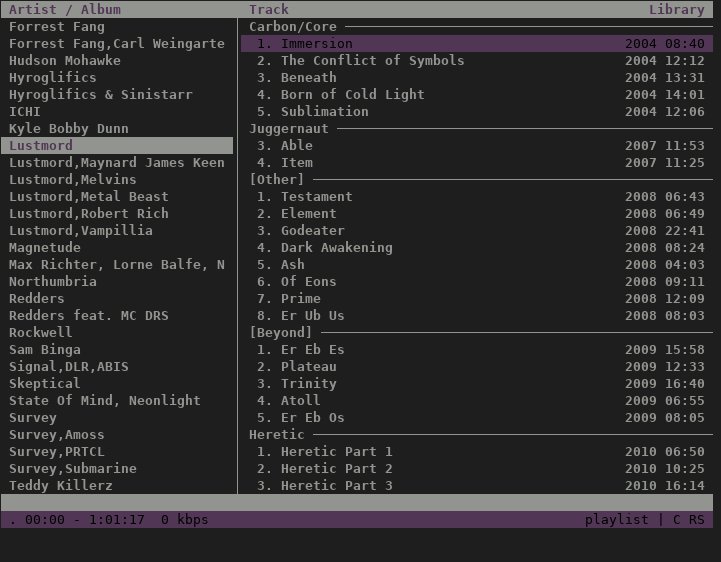 Artist / Album Track Library
Forrest Fang Carbon/Core
Forrest Fang,Carl Weingarte 1. Immersion 2004 08:40
Hudson Mohawke 2. The Conflict of Symbols 2004 12:12
Hyroglifics 3. Beneath 2004 13:31
Hyroglifics & Sinistarr 4. Born of Cold Light 2004 14:01
ICHI 5. Sublimation 2004 12:06
Kyle Bobby Dunn Juggernaut
Lustmord 3. Able 2007 11:53
Lustmord,Maynard James Keen 4. Item 2007 11:25
Lustmord,Melvins [Other]
Lustmord,Metal Beast 1. Testament 2008 06:43
Lustmord,Robert Rich 2. Element 2008 06:49
Lustmord,Vampillia 3. Godeater 2008 22:41
Magnetude 4. Dark Awakening 2008 08:24
Max Richter, Lorne Balfe, N 5. Ash 2008 04:03
Northumbria 6. Of Eons 2008 09:11
Redders 7. Prime 2008 12:09
Redders feat. MC DRS 8. Er Ub Us 2008 08:03
Rockwell [Beyond]
Sam Binga 1. Er Eb Es 2009 15:58
Signal,DLR,ABIS 2. Plateau 2009 12:33
Skeptical 3. Trinity 2009 16:40
State Of Mind, Neonlight 4. Atoll 2009 06:55
Survey 5. Er Eb Os 2009 08:05
Survey,Amoss Heretic
Survey,PRTCL 1. Heretic Part 1 2010 06:50
Survey,Submarine 2. Heretic Part 2 2010 10:25
Teddy Killerz 3. Heretic Part 3 2010 16:14
. 00:00 - 1:01:17 0 kbps playlist | C RS